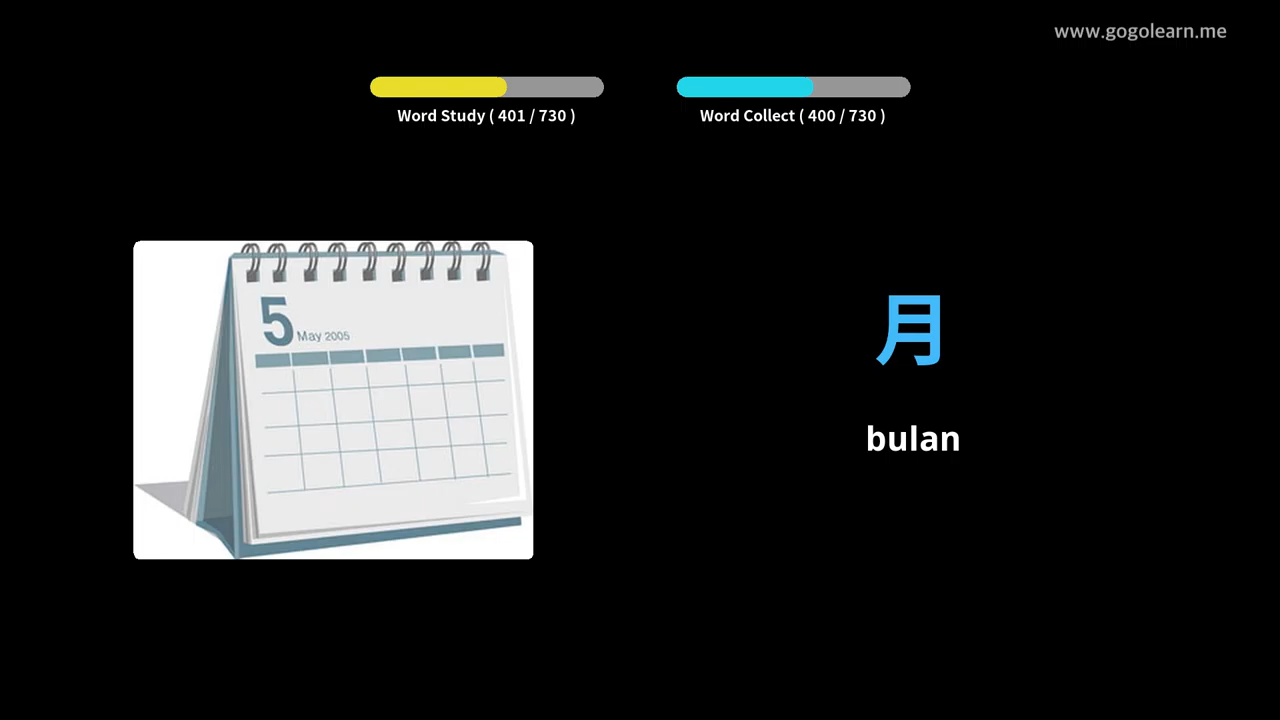 www.gogolearn.me
Word Study ( 401 / 730 )
Word Collect ( 400 / 730 )
5 May 2005
月
bulan